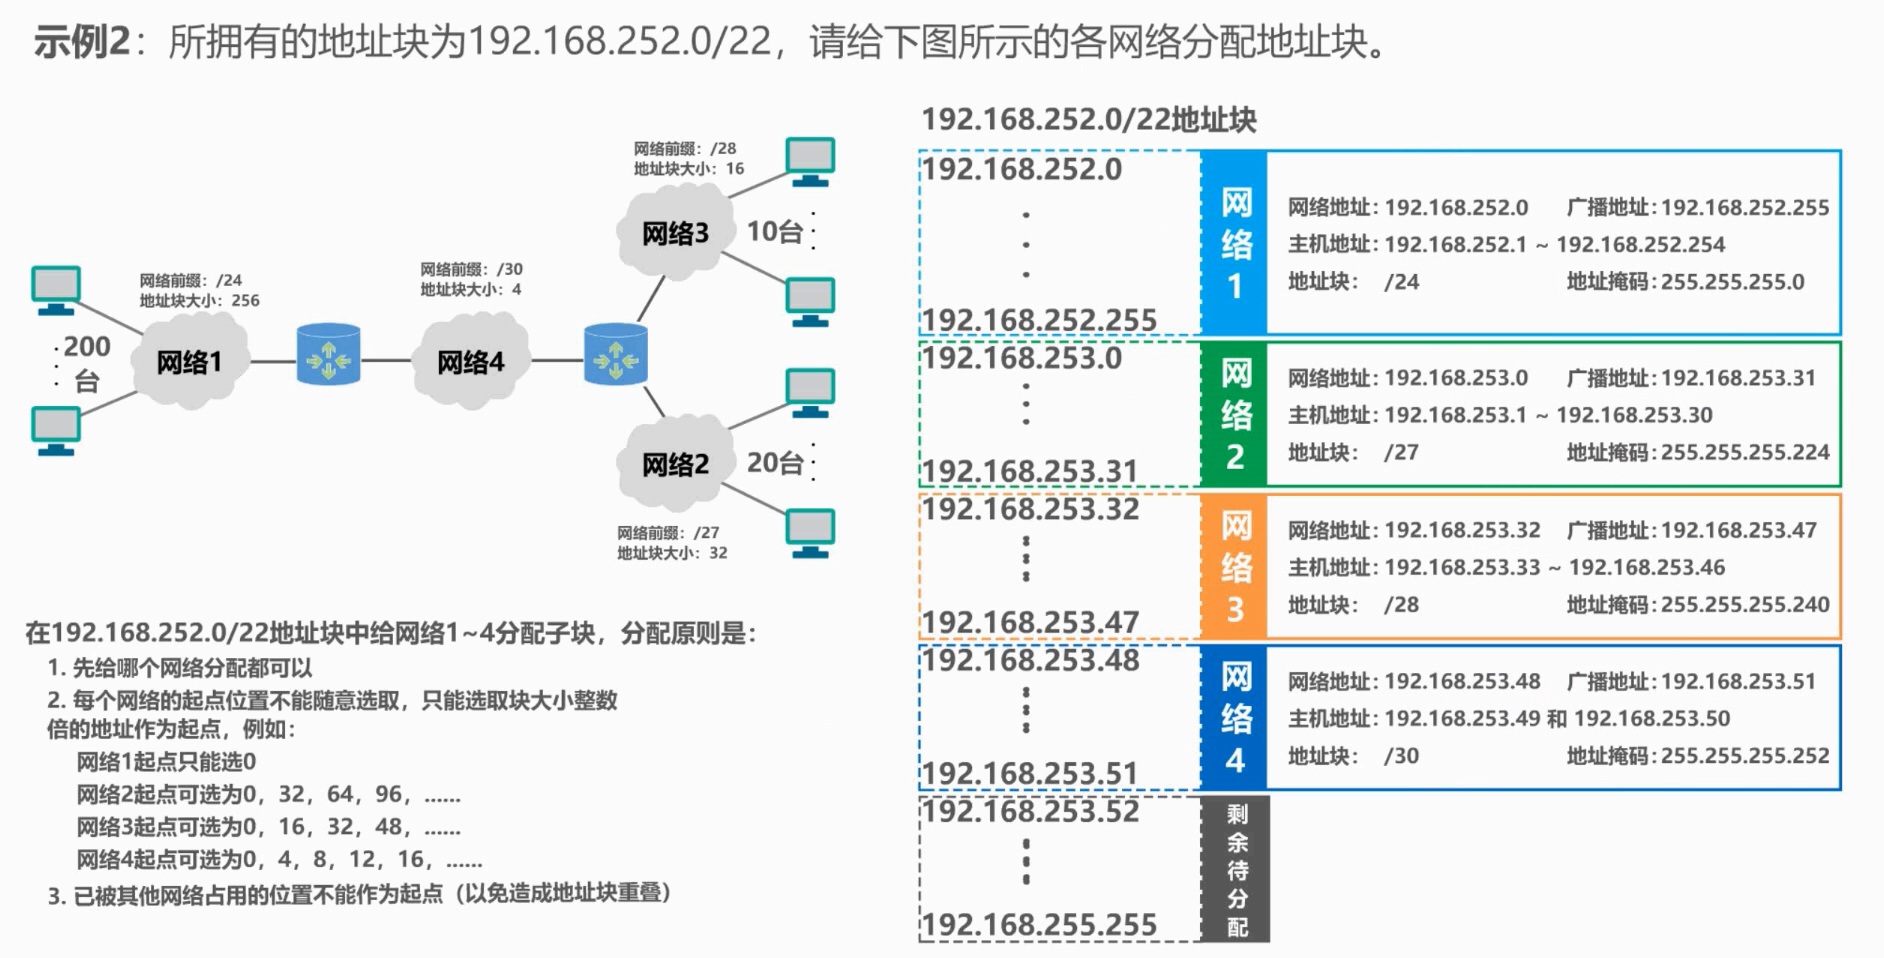 示例2：所拥有的地址块为192.168.252.0/22，请给下图所示的各网络分配地址块。
网络前缀：/28
地址块大小：16
网络3
10台
网络前缀：/24
地址块大小：256
网络前缀：/30
地址块大小：4
200
台
网络1
网络4
网络2
20台
网络前缀：/27
地址块大小：32
在192.168.252.0/22地址块中给网络1~4分配子块，分配原则是：
1. 先给哪个网络分配都可以
2. 每个网络的起点位置不能随意选取，只能选取块大小整数
倍的地址作为起点，例如：
网络1起点只能选0
网络2起点可选为0，32，64，96，......
网络3起点可选为0，16，32，48，......
网络4起点可选为0，4，8，12，16，......
3. 已被其他网络占用的位置不能作为起点（以免造成地址块重叠）
192.168.252.0/22地址块
192.168.252.0
192.168.252.255
网络1
网络地址：192.168.252.0 广播地址：192.168.252.255
主机地址：192.168.252.1 ~ 192.168.252.254
地址块： /24 地址掩码：255.255.255.0
192.168.253.0
192.168.253.31
网络2
网络地址：192.168.253.0 广播地址：192.168.253.31
主机地址：192.168.253.1 ~ 192.168.253.30
地址块： /27 地址掩码：255.255.255.224
192.168.253.32
192.168.253.47
网络3
网络地址：192.168.253.32 广播地址：192.168.253.47
主机地址：192.168.253.33 ~ 192.168.253.46
地址块： /28 地址掩码：255.255.255.240
192.168.253.48
192.168.253.51
网络4
网络地址：192.168.253.48 广播地址：192.168.253.51
主机地址：192.168.253.49 和 192.168.253.50
地址块： /30 地址掩码：255.255.255.252
192.168.253.52
192.168.255.255
剩余待分配